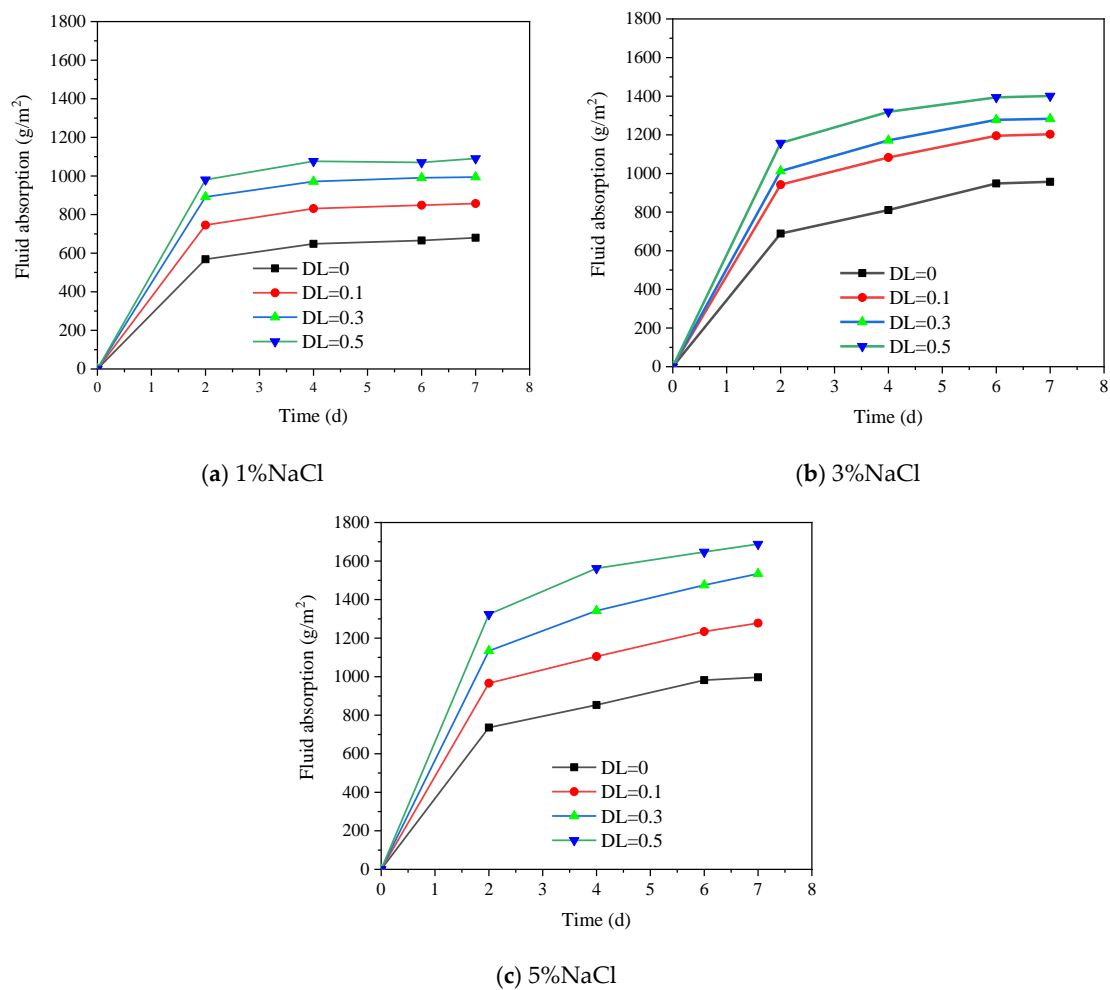 1800
1600
1400
1200
1000
800
600
400
200
0
Fluid absorption (g/m²)
DL=0
DL=0.1
DL=0.3
DL=0.5
0 1 2 3 4 5 6 7 8
Time (d)
(a) 1%NaCl
1800
1600
1400
1200
1000
800
600
400
200
0
Fluid absorption (g/m²)
DL=0
DL=0.1
DL=0.3
DL=0.5
0 1 2 3 4 5 6 7 8
Time (d)
(b) 3%NaCl
1800
1600
1400
1200
1000
800
600
400
200
0
Fluid absorption (g/m²)
DL=0
DL=0.1
DL=0.3
DL=0.5
0 1 2 3 4 5 6 7 8
Time (d)
(c) 5%NaCl